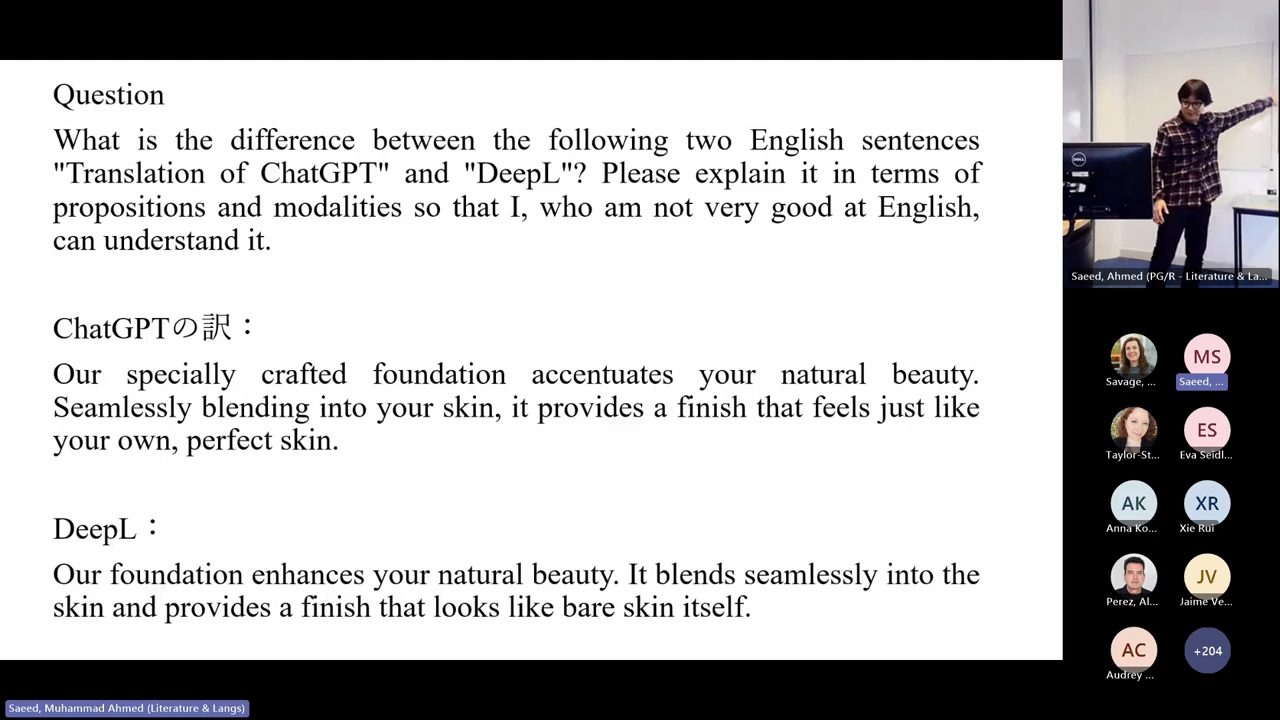 Question
What is the difference between the following two English sentences
"Translation of ChatGPT" and "DeepL"? Please explain it in terms of
propositions and modalities so that I, who am not very good at English,
can understand it.
ChatGPTの訳：
Our specially crafted foundation accentuates your natural beauty.
Seamlessly blending into your skin, it provides a finish that feels just like
your own, perfect skin.
DeepL：
Our foundation enhances your natural beauty. It blends seamlessly into the
skin and provides a finish that looks like bare skin itself.
DELL
Saeed, Ahmed (PG/R - Literature & La...
MS
Savage, ...
Saeed, ...
ES
Taylor-St...
Eva Seidl...
AK
XR
Anna Ko...
Xie Rui
JV
Perez, Al...
Jaime Ve...
AC
+204
Audrey ...
Saeed, Muhammad Ahmed (Literature & Langs)